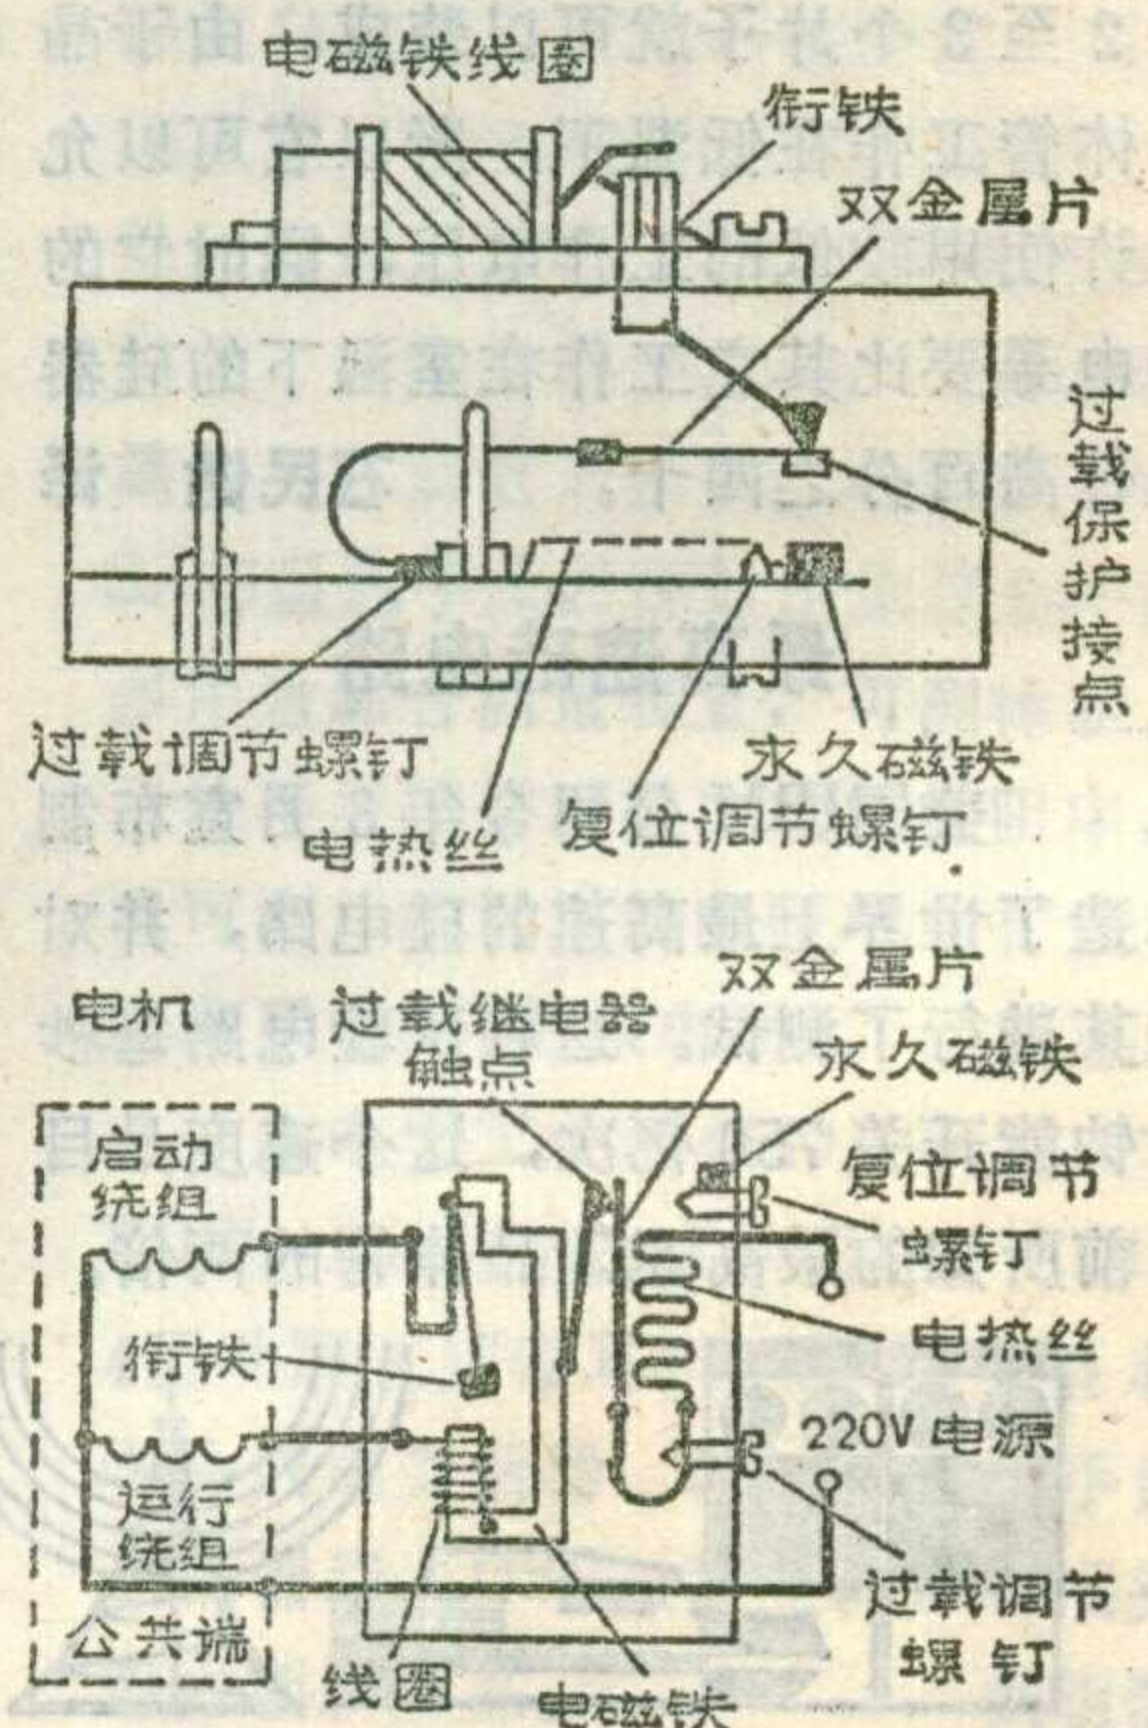 电磁铁线圈
衔铁
双金属片
过载保护接点
过载调节螺钉
永久磁铁
电热丝
复位调节螺钉
双金属片
电机
过载继电器
触点
永久磁铁
启动
绕组
复位调节
螺钉
电热丝
衔铁
220V 电源
运行
绕组
过载调节
螺钉
公共端
线圈
电磁铁